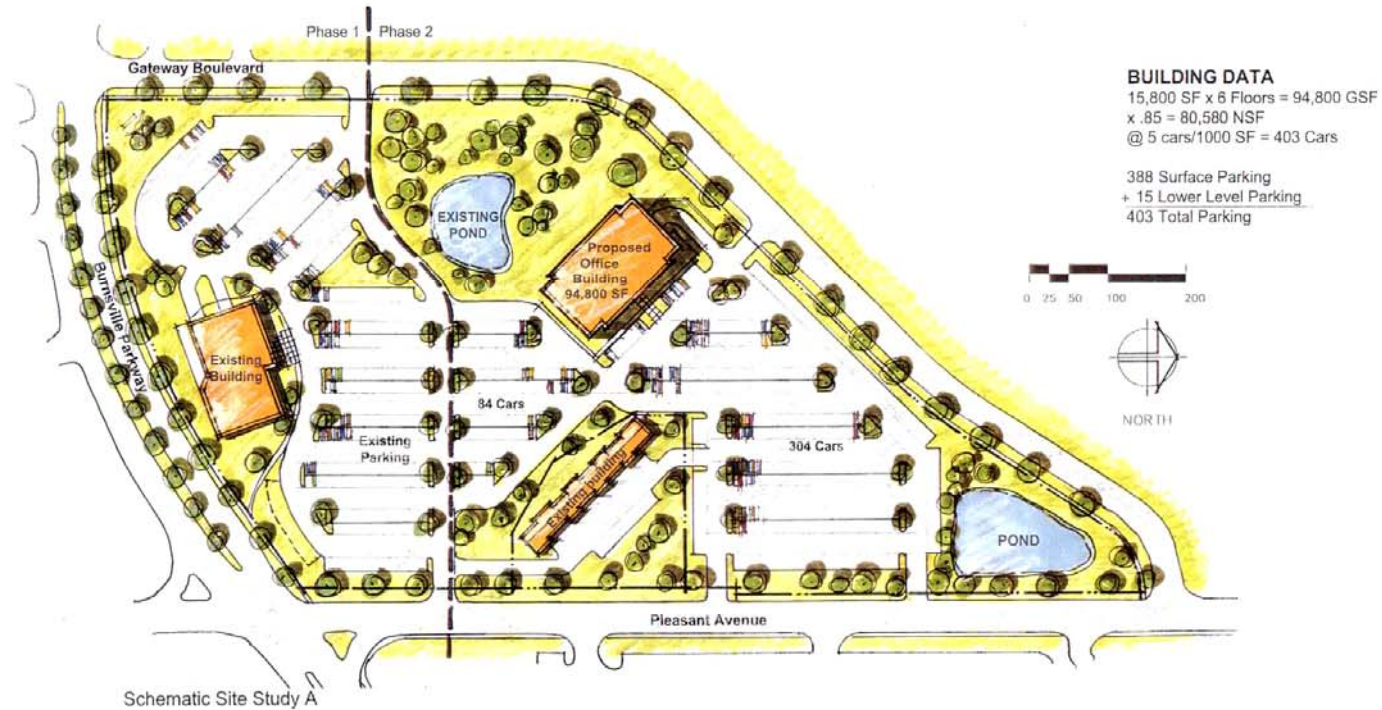 Phase 1
Phase 2
Gateway Boulevard
BUILDING DATA
15,800 SF x 6 Floors = 94,800 GSF
x .85 = 80,580 NSF
@ 5 cars/1000 SF = 403 Cars
388 Surface Parking
+ 15 Lower Level Parking
403 Total Parking
EXISTING
POND
Proposed
Office
Building
94,800 SF
0 25 50 100 200
Burnsville Parkway
Existing
Building
NORTH
84 Cars
Existing
Parking
304 Cars
Existing building
POND
Pleasant Avenue
Schematic Site Study A